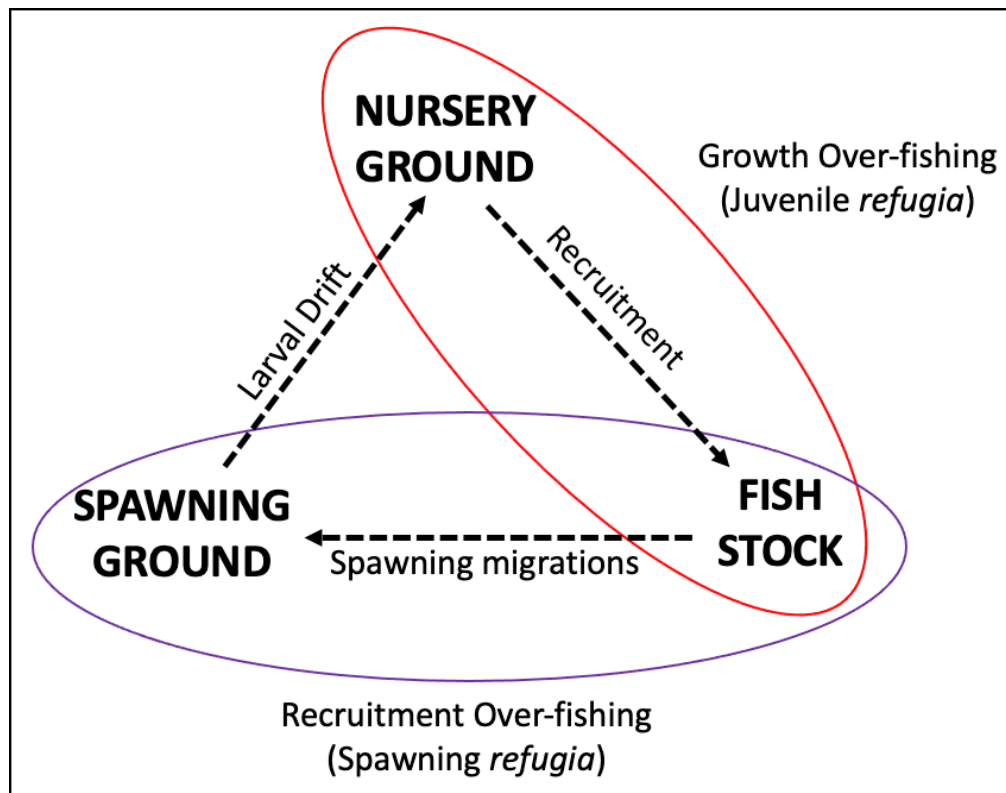 NURSERY
GROUND
Growth Over-fishing
(Juvenile refugia)
Larval Drift
Recruitment
SPAWNING
GROUND
FISH
STOCK
Spawning migrations
Recruitment Over-fishing
(Spawning refugia)